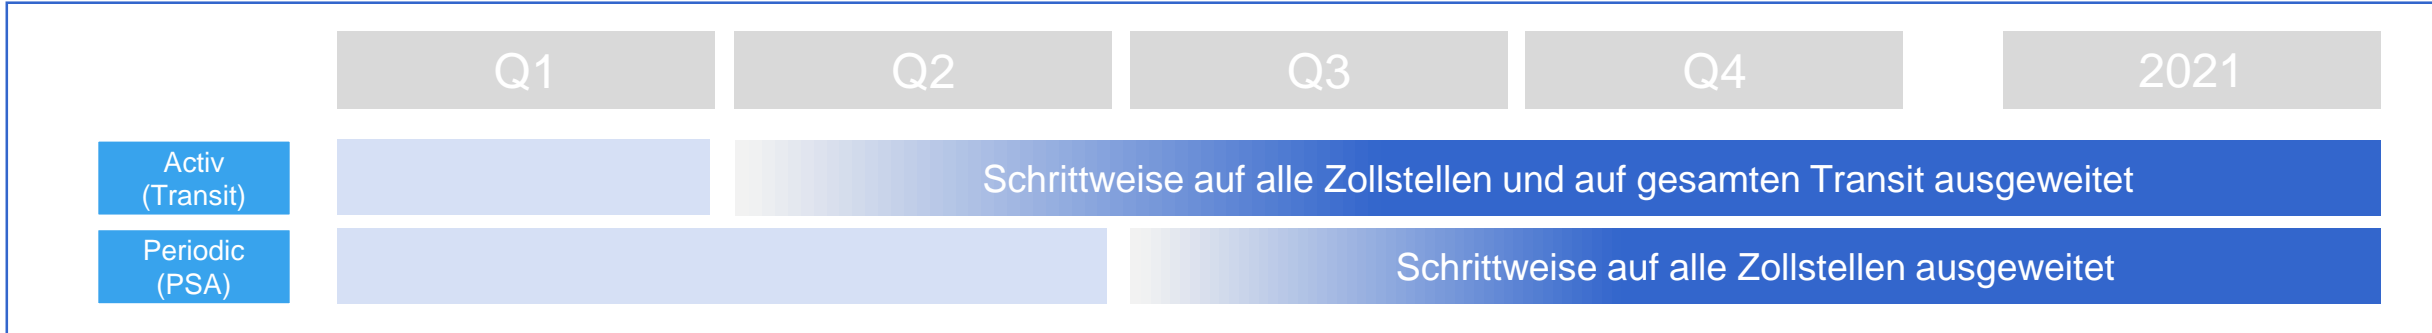 Q1 Q2 Q3 Q4 2021
Activ
(Transit)
Schrittweise auf alle Zollstellen und auf gesamten Transit ausgeweitet
Periodic
(PSA)
Schrittweise auf alle Zollstellen ausgeweitet